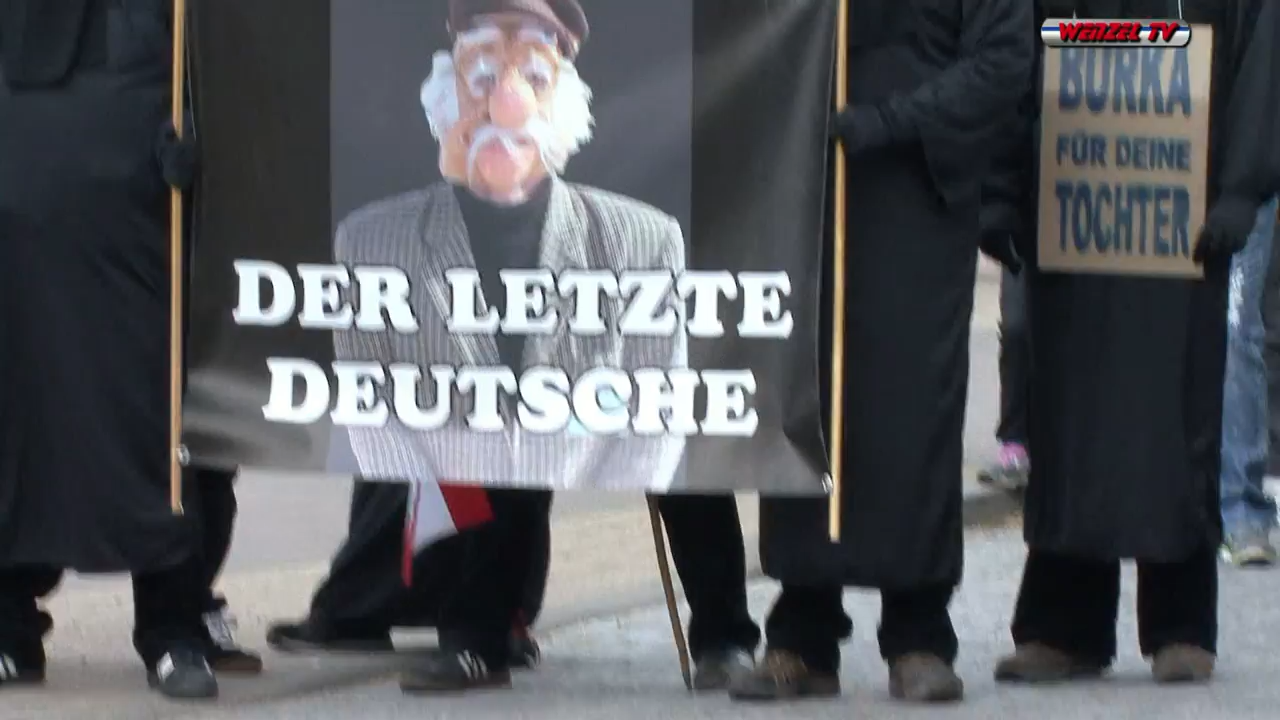 WENZEL TV
BURKA
FÜR DEINE
TOCHTER
DER LETZTE
DEUTSCHE